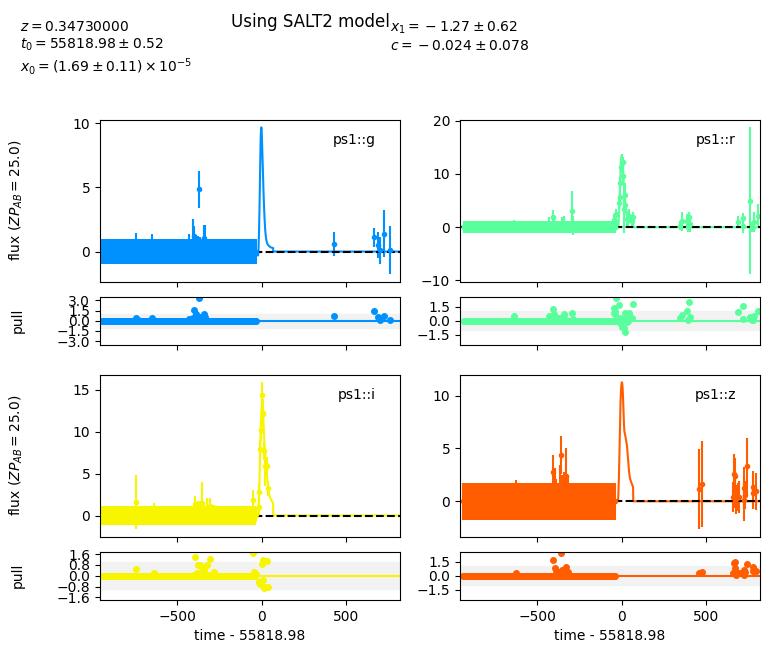 Using SALT2 model
z = 0.34730000
t₀ = 55818.98 ± 0.52
x₀ = (1.69 ± 0.11) × 10⁻⁵
x₁ = −1.27 ± 0.62
c = −0.024 ± 0.078
ps1::g
flux (ZP_AB = 25.0)
10
5
0
ps1::r
20
10
0
−10
pull
3.0
1.5
0.0
−1.5
−3.0
1.5
0.0
−1.5
ps1::i
flux (ZP_AB = 25.0)
15
10
5
0
ps1::z
10
5
0
pull
1.6
0.8
0.0
−0.8
−1.6
1.5
0.0
−1.5
−500 0 500
time - 55818.98
−500 0 500
time - 55818.98